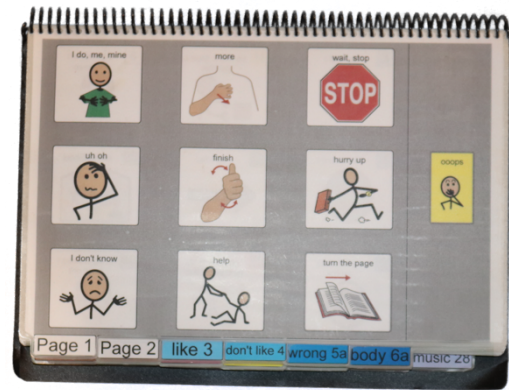 I do, me, mine
more
wait, stop
STOP
uh oh
finish
hurry up
ooops
I don't know
help
turn the page
Page 1
Page 2
like 3
don't like 4
wrong 5a
body 6a
music 28